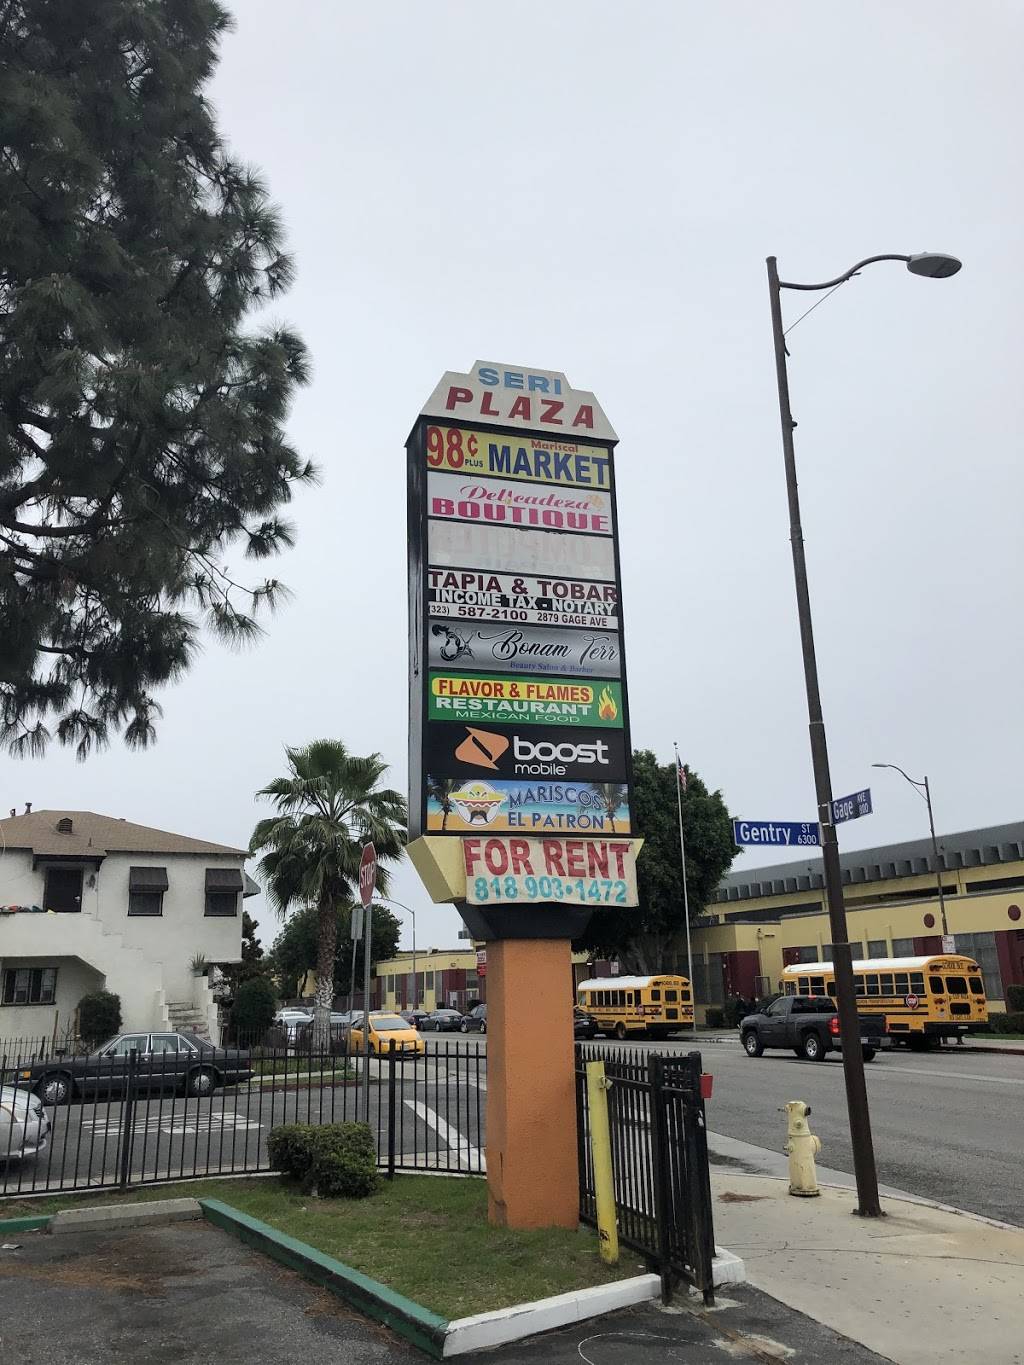 SERI
PLAZA
98¢ PLUS Mariscal MARKET
Delicadeza
BOUTIQUE
TAPIA & TOBAR
INCOME TAX - NOTARY
(323) 587-2100 2879 GAGE AVE
Bonam Terr
Beauty Salon & Barber
FLAVOR & FLAMES
RESTAURANT
MEXICAN FOOD
boost
mobile
MARISCOS
EL PATRON
FOR RENT
818 903•1472
Gage AVE
Gentry ST
6300
STOP
SCHOOL BUS